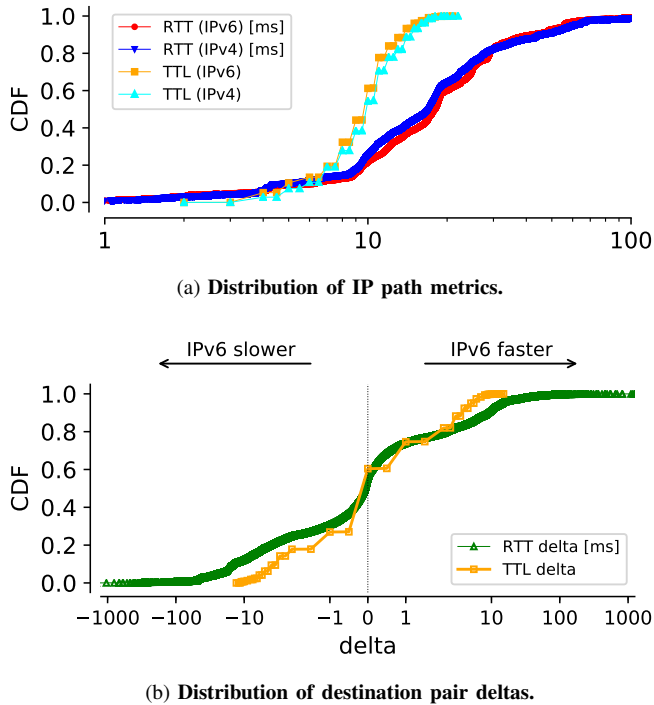 1.0
0.8
0.6
0.4
0.2
0.0
CDF
RTT (IPv6) [ms]
RTT (IPv4) [ms]
TTL (IPv6)
TTL (IPv4)
1 10 100
(a) Distribution of IP path metrics.
IPv6 slower IPv6 faster
1.0
0.8
0.6
0.4
0.2
0.0
CDF
RTT delta [ms]
TTL delta
−1000 −100 −10 −1 0 1 10 100 1000
delta
(b) Distribution of destination pair deltas.